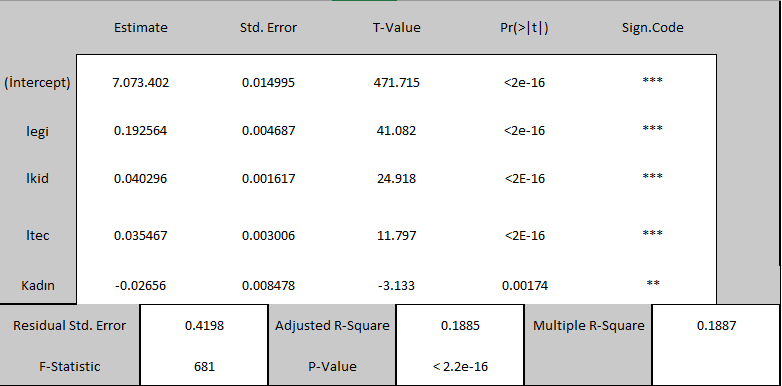 Estimate Std. Error T-Value Pr(>|t|) Sign.Code
(İntercept) 7.073.402 0.014995 471.715 <2e-16 ***
legi 0.192564 0.004687 41.082 <2e-16 ***
lkid 0.040296 0.001617 24.918 <2E-16 ***
ltec 0.035467 0.003006 11.797 <2E-16 ***
Kadın -0.02656 0.008478 -3.133 0.00174 **
Residual Std. Error 0.4198 Adjusted R-Square 0.1885 Multiple R-Square 0.1887
F-Statistic 681 P-Value < 2.2e-16